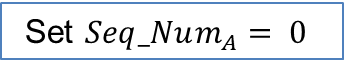 Set Seq_Num_A = 0